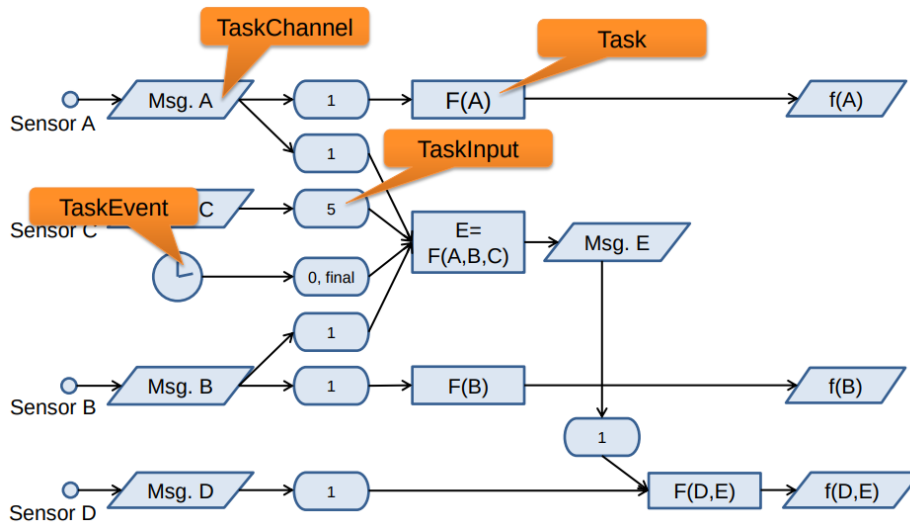 TaskChannel
Task
Msg. A
1
F(A)
f(A)
Sensor A
1
TaskInput
TaskEvent
C
5
Sensor C
E=
F(A,B,C)
Msg. E
0, final
1
Msg. B
1
F(B)
f(B)
Sensor B
1
Msg. D
1
F(D,E)
f(D,E)
Sensor D